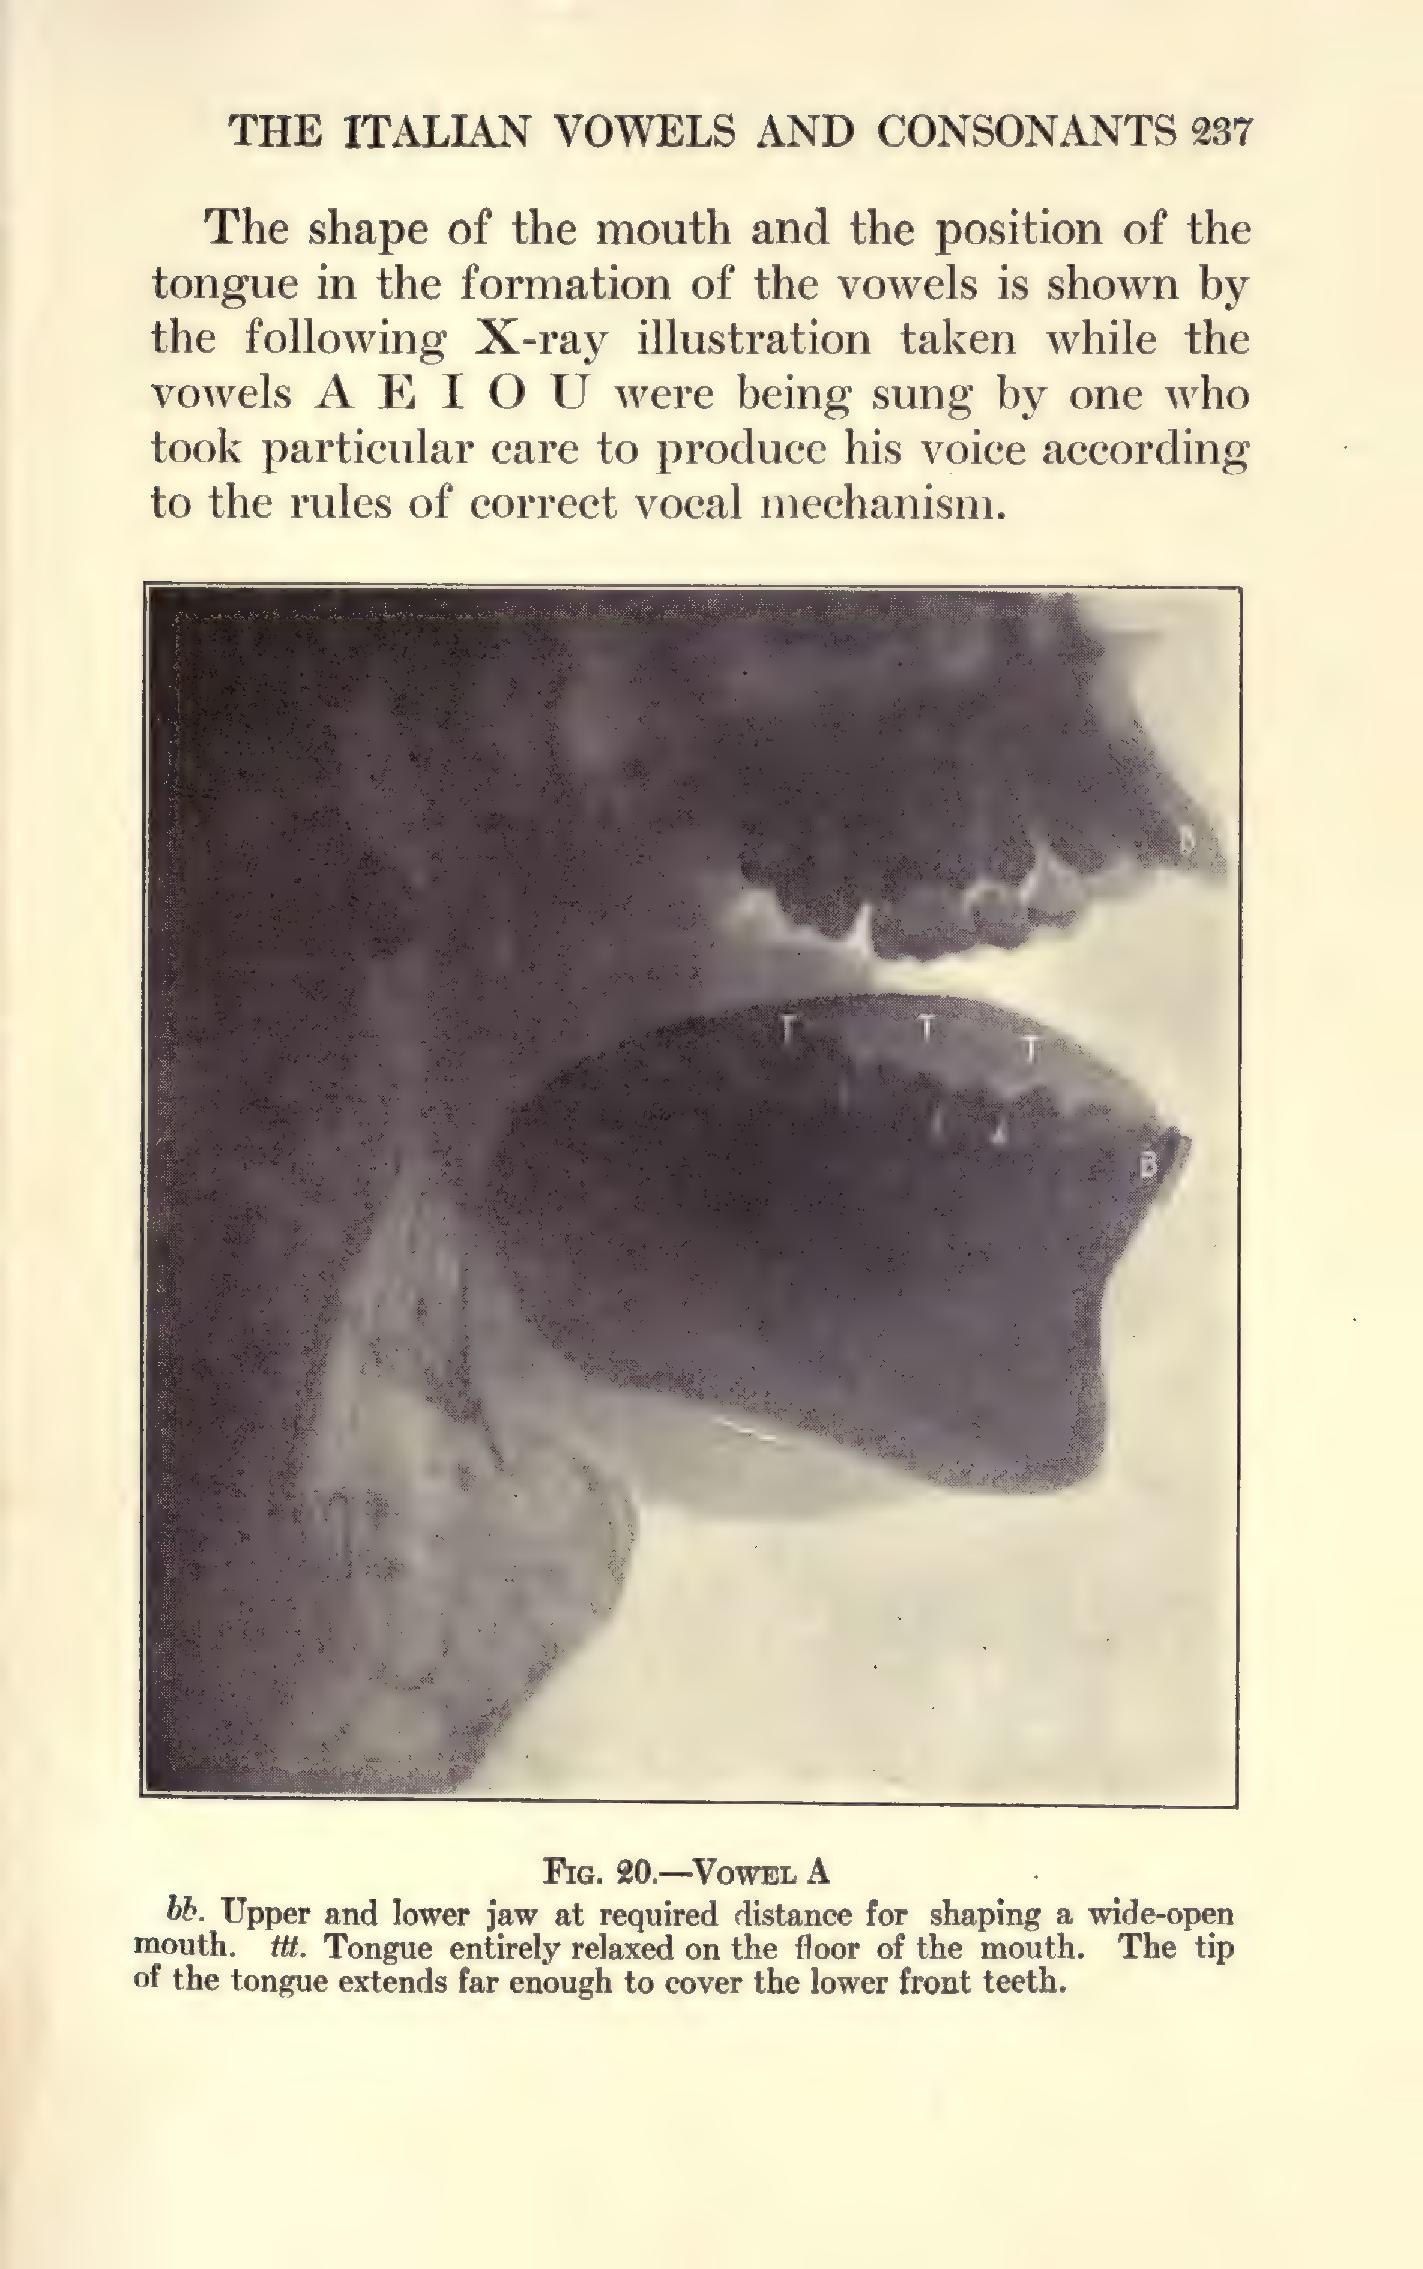 THE ITALIAN VOWELS AND CONSONANTS 237
The shape of the mouth and the position of the
tongue in the formation of the vowels is shown by
the following X-ray illustration taken while the
vowels A E I O U were being sung by one who
took particular care to produce his voice according
to the rules of correct vocal mechanism.
B
T T T
B
FIG. 20.—VOWEL A
bb. Upper and lower jaw at required distance for shaping a wide-open
mouth. ttt. Tongue entirely relaxed on the floor of the mouth. The tip
of the tongue extends far enough to cover the lower front teeth.